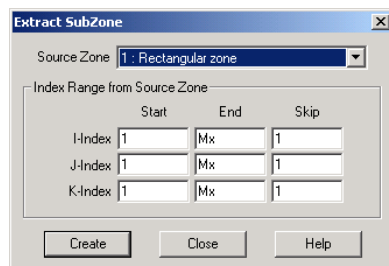 Extract SubZone
Source Zone 1 : Rectangular zone
Index Range from Source Zone
Start End Skip
I-Index 1 Mx 1
J-Index 1 Mx 1
K-Index 1 Mx 1
Create Close Help